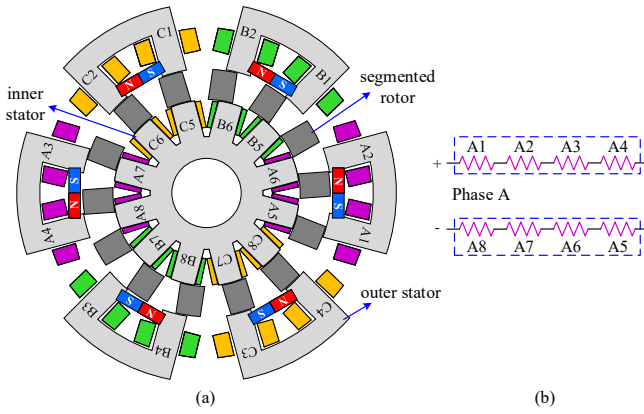 C1
B2
C2
B1
N
S
N
S
inner
stator
segmented
rotor
C6
C5
B6
B5
A3
A2
S
N
N
S
A7
A6
A8
A5
A4
A1
B7
B8
C7
C8
S
N
N
S
B3
B4
C3
C4
outer stator
(a)
A1 A2 A3 A4
+
Phase A
-
A8 A7 A6 A5
(b)